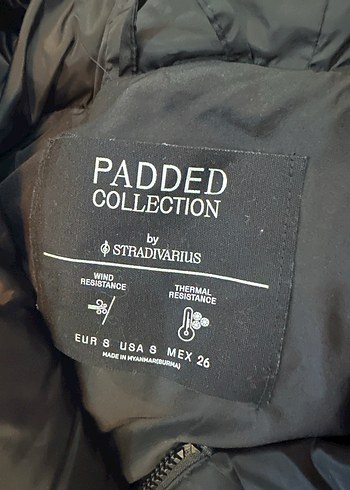 PADDED
COLLECTION
by
STRADIVARIUS
WIND
RESISTANCE
THERMAL
RESISTANCE
EUR S USA S MEX 26
MADE IN MYANMAR(BURMA)